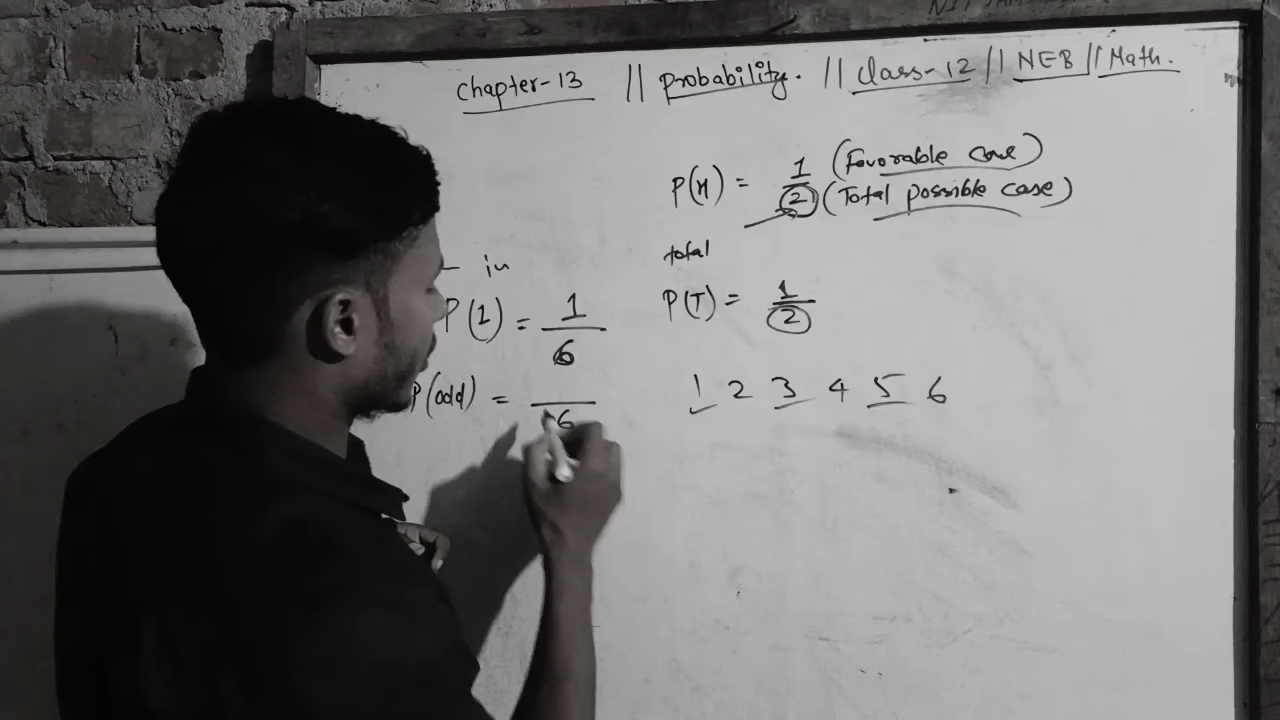 chapter-13 || probability. || class-12 || NEB || Math.
P(H) = 1/2 (Favorable case) (Total possible case)
total
P(T) = 1/2
in
P(1) = 1/6
P(odd) = /6
1 2 3 4 5 6